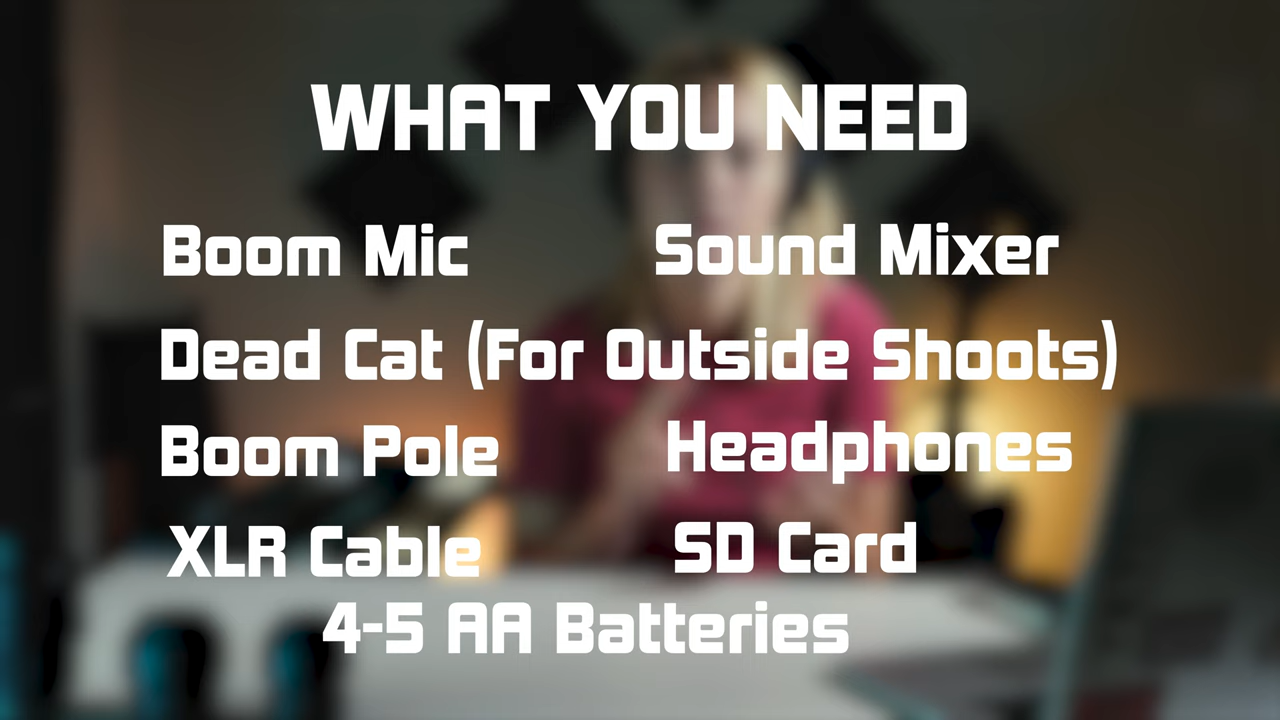 WHAT YOU NEED
Boom Mic Sound Mixer
Dead Cat (For Outside Shoots)
Boom Pole Headphones
XLR Cable SD Card
4-5 AA Batteries